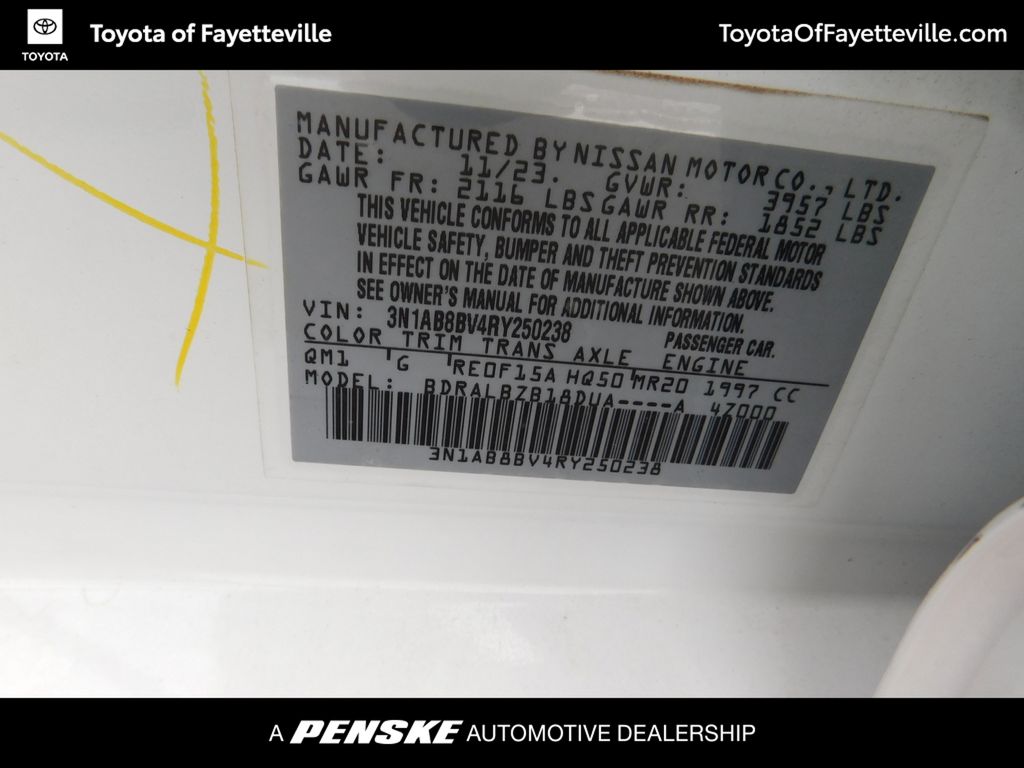 TOYOTA
Toyota of Fayetteville
ToyotaOfFayetteville.com
MANUFACTURED BY NISSAN MOTOR CO., LTD.
DATE: 11/23. GVWR: 3957 LBS
GAWR FR: 2116 LBS GAWR RR: 1852 LBS
THIS VEHICLE CONFORMS TO ALL APPLICABLE FEDERAL MOTOR
VEHICLE SAFETY, BUMPER AND THEFT PREVENTION STANDARDS
IN EFFECT ON THE DATE OF MANUFACTURE SHOWN ABOVE.
SEE OWNER'S MANUAL FOR ADDITIONAL INFORMATION.
VIN: 3N1AB8BV4RY250238 PASSENGER CAR.
COLOR TRIM TRANS AXLE ENGINE
QM1 G RE0F15A HQ50 MR20 1997 CC
MODEL: BDRALBZB18DUA----A 47000
3N1AB8BV4RY250238
A PENSKE AUTOMOTIVE DEALERSHIP